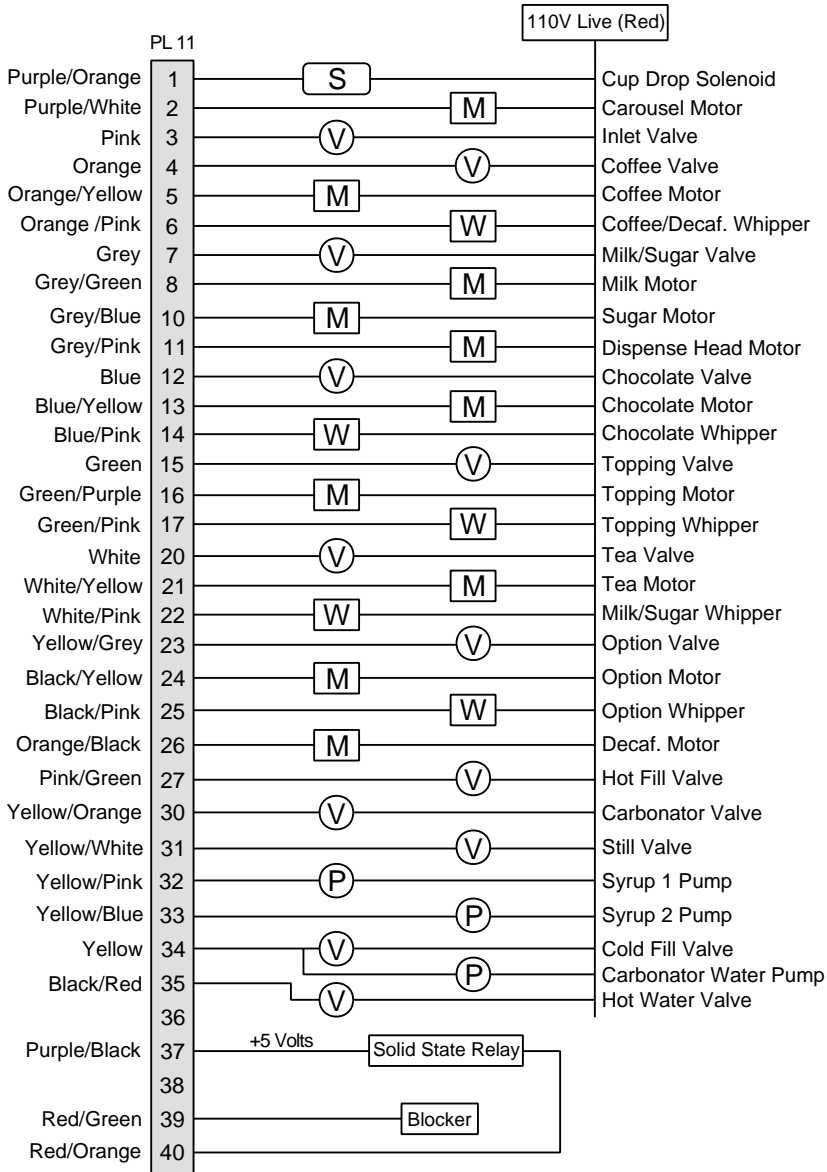 110V Live (Red)
PL 11
Purple/Orange 1 S Cup Drop Solenoid
Purple/White 2 M Carousel Motor
Pink 3 V Inlet Valve
Orange 4 V Coffee Valve
Orange/Yellow 5 M Coffee Motor
Orange /Pink 6 W Coffee/Decaf. Whipper
Grey 7 V Milk/Sugar Valve
Grey/Green 8 M Milk Motor
Grey/Blue 10 M Sugar Motor
Grey/Pink 11 M Dispense Head Motor
Blue 12 V Chocolate Valve
Blue/Yellow 13 M Chocolate Motor
Blue/Pink 14 W Chocolate Whipper
Green 15 V Topping Valve
Green/Purple 16 M Topping Motor
Green/Pink 17 W Topping Whipper
White 20 V Tea Valve
White/Yellow 21 M Tea Motor
White/Pink 22 W Milk/Sugar Whipper
Yellow/Grey 23 V Option Valve
Black/Yellow 24 M Option Motor
Black/Pink 25 W Option Whipper
Orange/Black 26 M Decaf. Motor
Pink/Green 27 V Hot Fill Valve
Yellow/Orange 30 V Carbonator Valve
Yellow/White 31 V Still Valve
Yellow/Pink 32 P Syrup 1 Pump
Yellow/Blue 33 P Syrup 2 Pump
Yellow 34 V Cold Fill Valve
P Carbonator Water Pump
Black/Red 35 V Hot Water Valve
36
Purple/Black 37 +5 Volts Solid State Relay
38
Red/Green 39 Blocker
Red/Orange 40